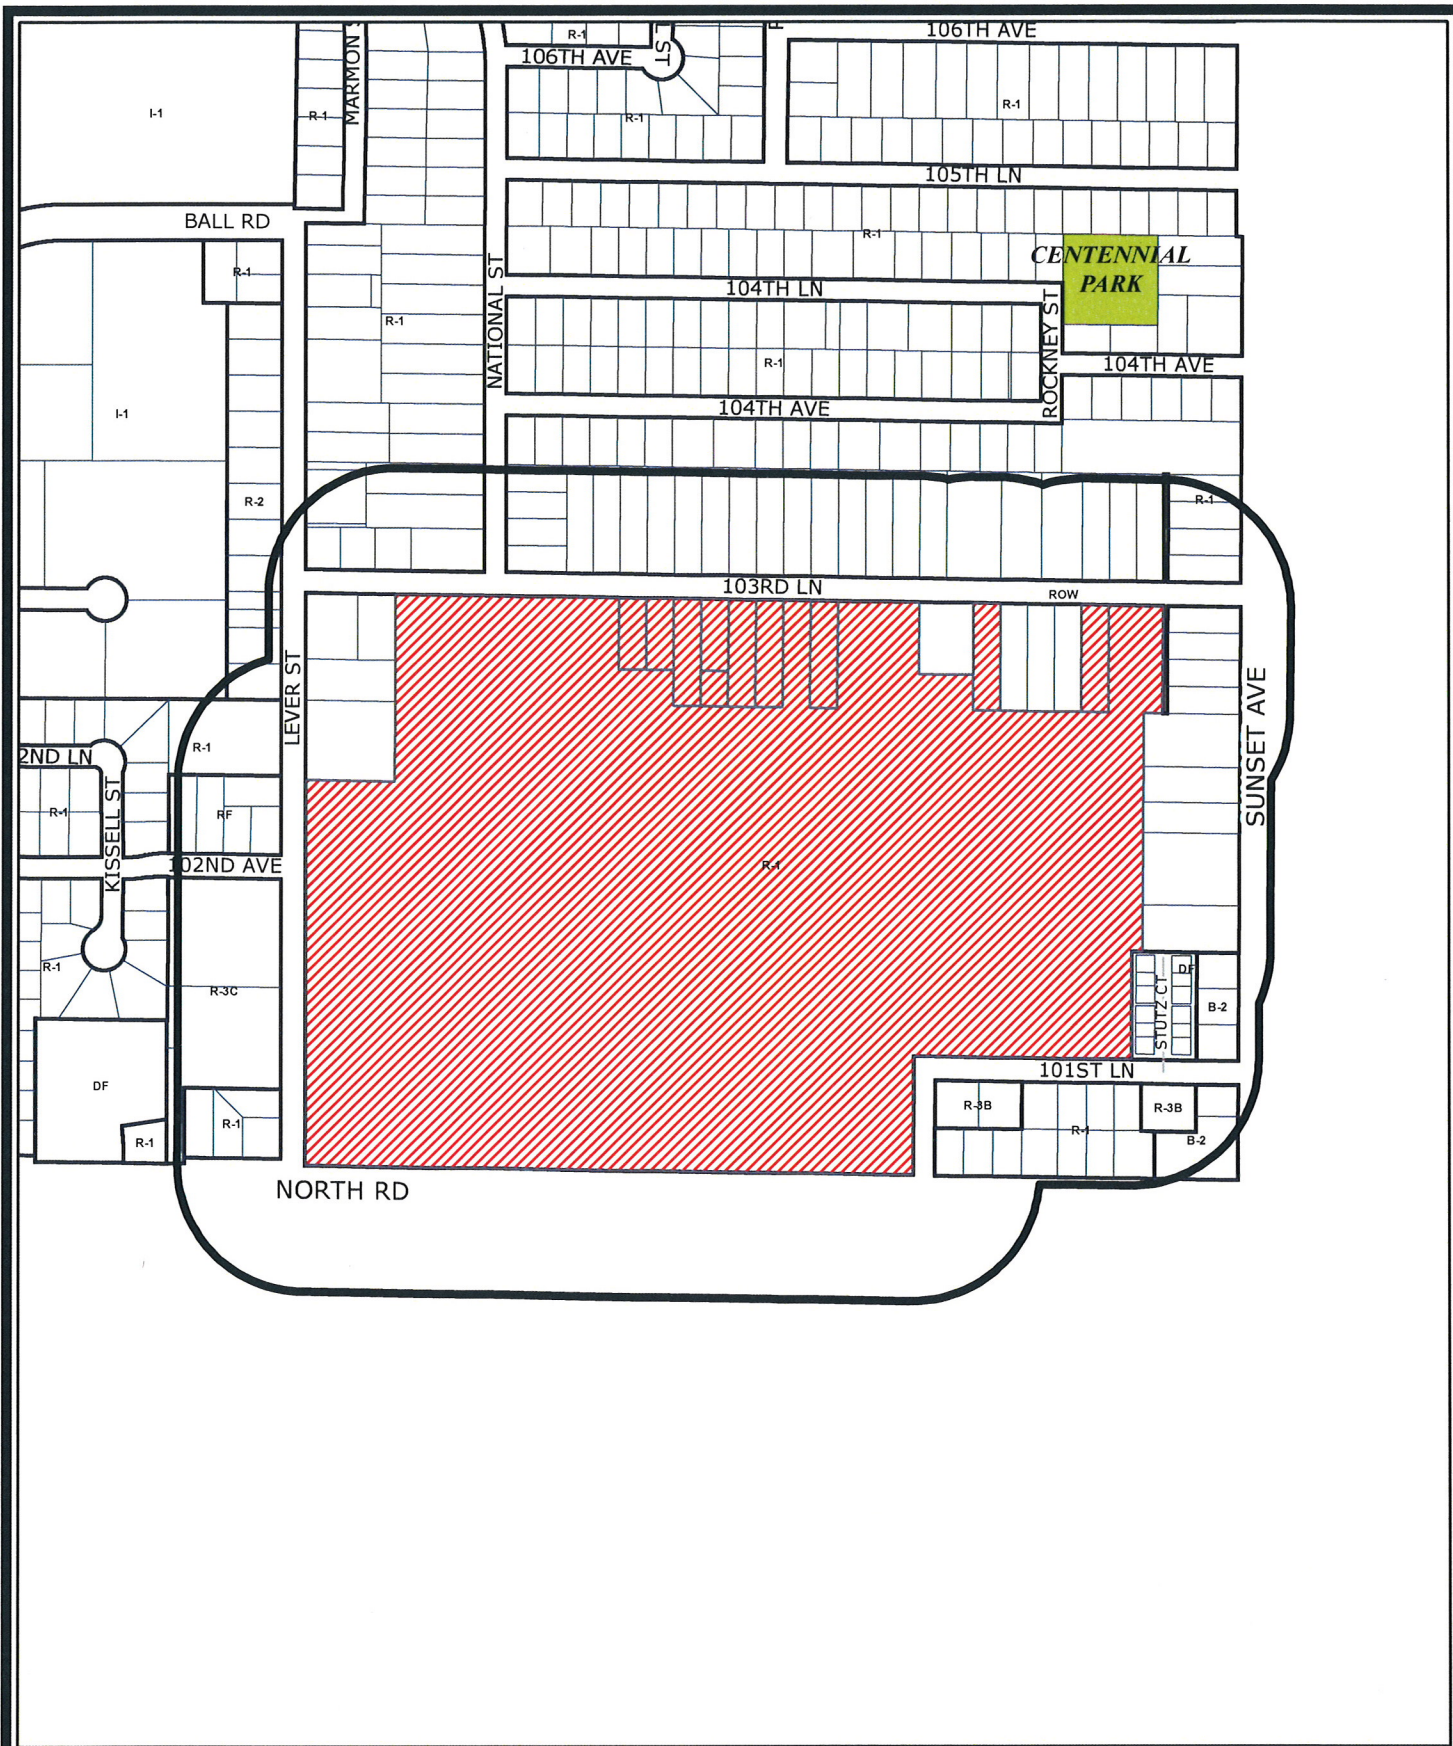 106TH AVE
R-1
106TH AVE
ST
MARMON
I-1
R-1
R-1
R-1
105TH LN
BALL RD
R-1
CENTENNIAL
PARK
R-1
NATIONAL ST
104TH LN
ROCKNEY ST
R-1
R-1
104TH AVE
104TH AVE
I-1
R-2
R-1
103RD LN
ROW
LEVER ST
SUNSET AVE
R-1
2ND LN
KISSELL ST
R-1
RF
102ND AVE
R-1
R-1
R-3C
DF
STUTZ CT
B-2
101ST LN
DF
R-1
R-1
R-3B
R-1
R-3B
B-2
NORTH RD